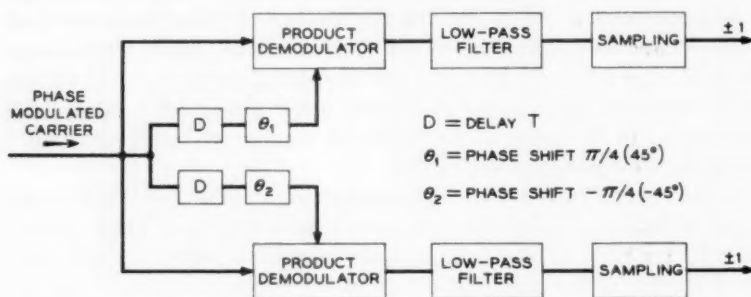 PRODUCT
DEMODULATOR
LOW-PASS
FILTER
SAMPLING
± 1
PHASE
MODULATED
CARRIER
D
θ₁
D
θ₂
D = DELAY T
θ₁ = PHASE SHIFT π/4 (45°)
θ₂ = PHASE SHIFT - π/4 (-45°)
PRODUCT
DEMODULATOR
LOW-PASS
FILTER
SAMPLING
±1